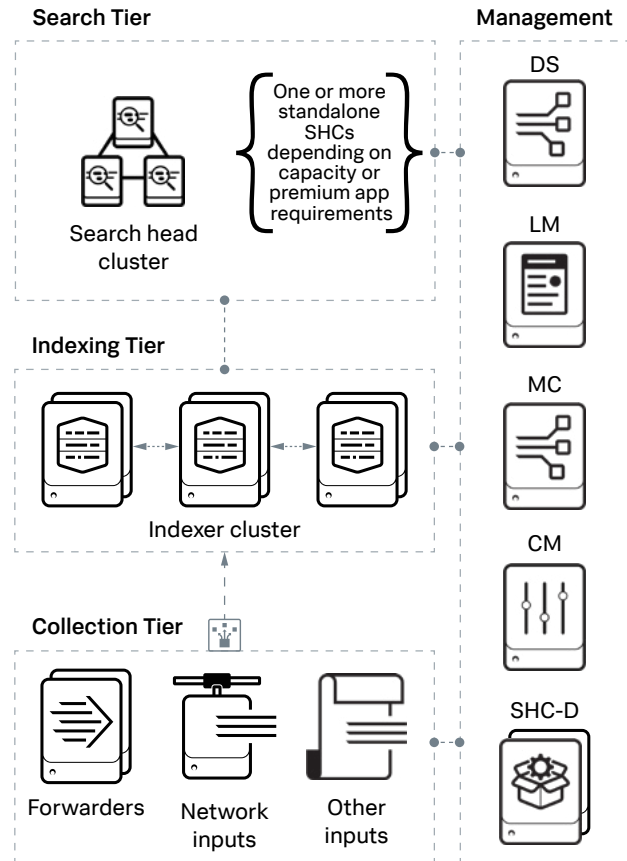 Search Tier
Management
One or more
standalone
SHCs
depending on
capacity or
premium app
requirements
Search head
cluster
DS
LM
Indexing Tier
MC
Indexer cluster
CM
Collection Tier
SHC-D
Forwarders
Network
inputs
Other
inputs